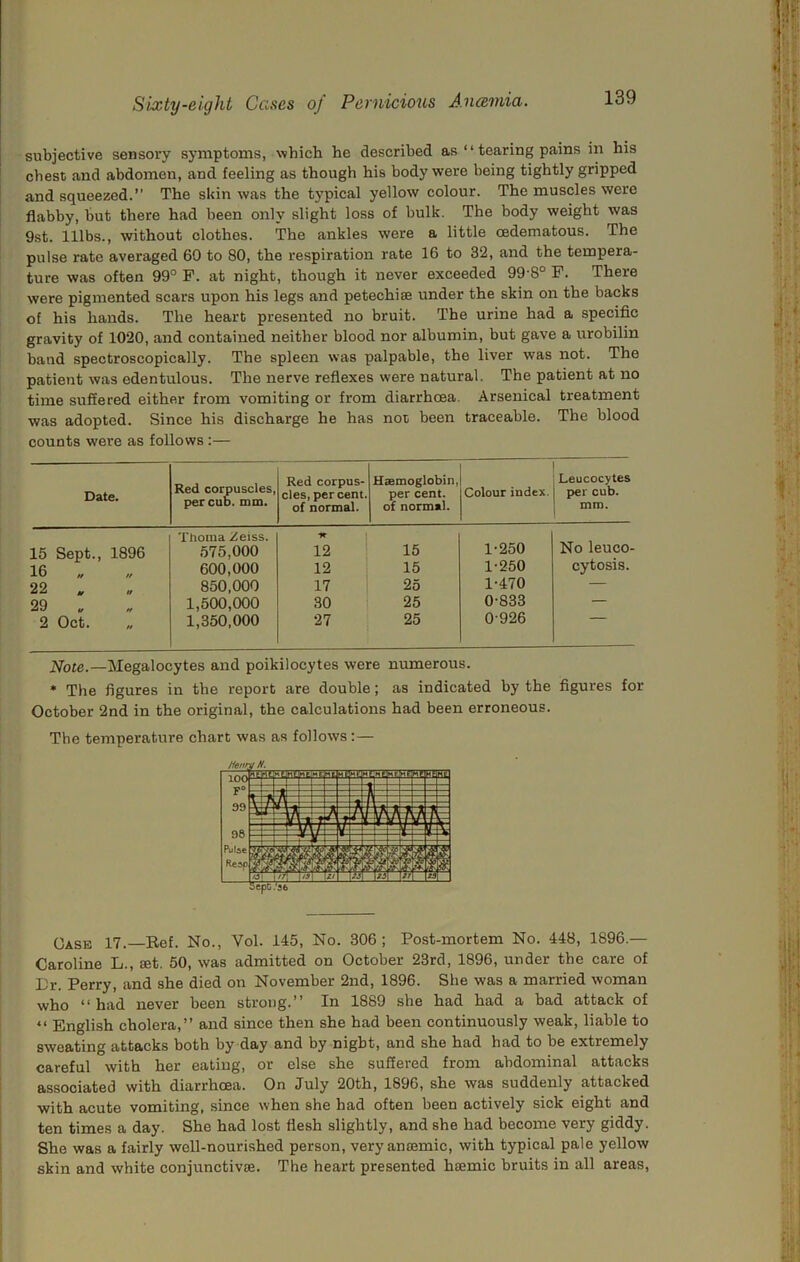 Sixty-eight Cases of Pernicious Anæmia. 139
subjective sensory symptoms, which he described as “tearing pains in his
chest and abdomen, and feeling as though his body were being tightly gripped
and squeezed.” The skin was the typical yellow colour. The muscles were
flabby, but there had been only slight loss of bulk. The body weight was
9st. 11lbs., without clothes. The ankles were a little œdematous. The
pulse rate averaged 60 to 80, the respiration rate 16 to 32, and the tempera-
ture was often 99° F. at night, though it never exceeded 99·8° F. There
were pigmented scars upon his legs and petechiæ under the skin on the backs
of his hands. The heart presented no bruit. The urine had a specific
gravity of 1020, and contained neither blood nor albumin, but gave a urobilin
band spectroscopically. The spleen was palpable, the liver was not. The
patient was edentulous. The nerve reflexes were natural. The patient at no
time suffered either from vomiting or from diarrhœa. Arsenical treatment
was adopted. Since his discharge he has not been traceable. The blood
counts were as follows:—
Date. Red corpuscles, per cub. mm. Red corpus-cles, per cent. of normal. Hæmoglobin, per cent. of normal. Colour index. Leucocytes per cub. mm.
Thoma Zeiss. *
15 Sept., 1896 575,000 12 15 1·250 No leuco-
16 „ „ 600,000 12 15 1·250 cytosis.
22 „ „ 850,000 17 25 1·470 —
29 „ „ 1,500,000 30 25 0·833 —
2 Oct. „ 1,350,000 27 25 0·926 —
Note.—Megalocytes and poikilocytes were numerous.
* The figures in the report are double; as indicated by the figures for
October 2nd in the original, the calculations had been erroneous.
The temperature chart was as follows:—
Henry N.
100
F°
99
98
Pulse
Resp
Sept. '96
CASE 17.—Ref. No., Vol. 145, No. 306; Post-mortem No. 448, 1896.—
Caroline L., æt. 50, was admitted on October 23rd, 1896, under the care of
Dr. Perry, and she died on November 2nd, 1896. She was a married woman
who “had never been strong.” In 1889 she had had a bad attack of
“English cholera,” and since then she had been continuously weak, liable to
sweating attacks both by day and by night, and she had had to be extremely
careful with her eating, or else she suffered from abdominal attacks
associated with diarrhœa. On July 20th, 1896, she was suddenly attacked
with acute vomiting, since when she had often been actively sick eight and
ten times a day. She had lost flesh slightly, and she had become very giddy.
She was a fairly well-nourished person, very anæmic, with typical pale yellow
skin and white conjunctivæ. The heart presented hæmic bruits in all areas,